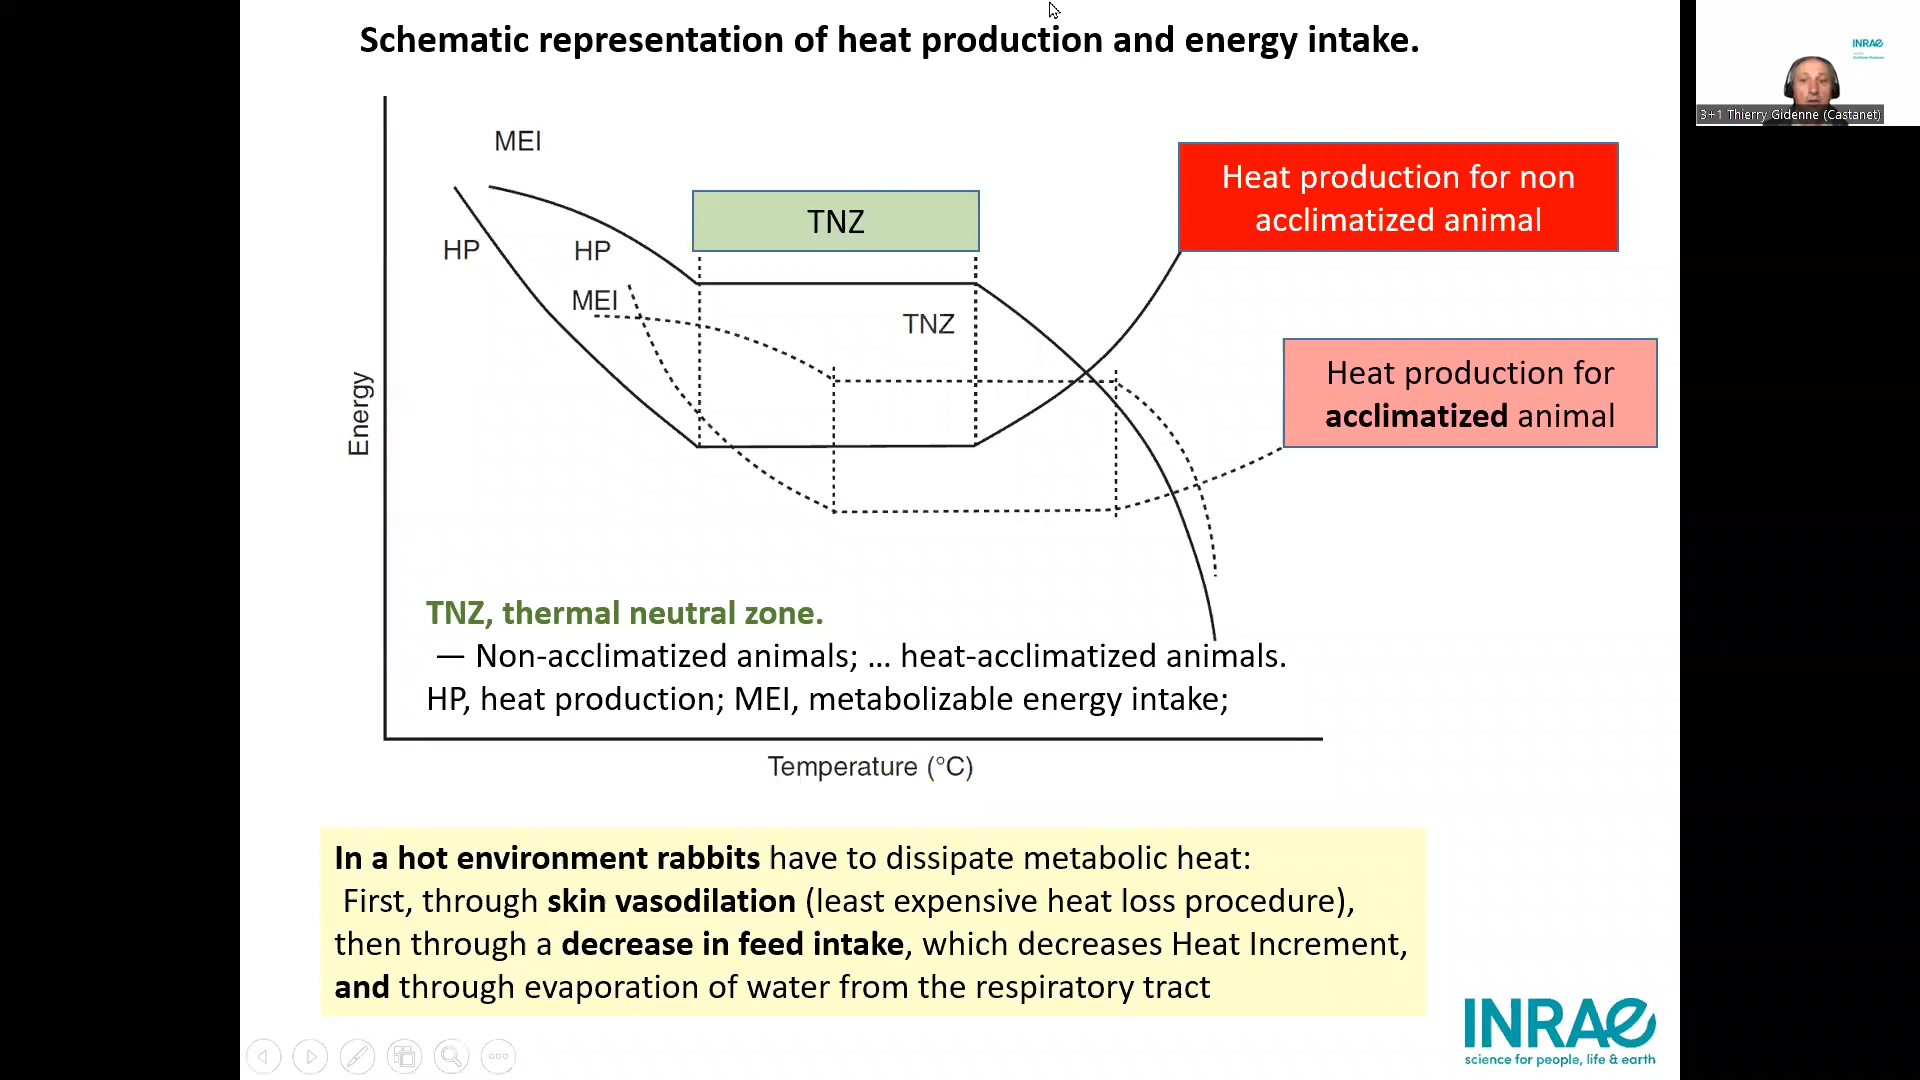 Schematic representation of heat production and energy intake.
INRAE
3+1 Thierry Gidenne (Castanet)
MEI
Heat production for non
acclimatized animal
TNZ
HP
HP
MEI
TNZ
Heat production for
acclimatized animal
Energy
TNZ, thermal neutral zone.
— Non-acclimatized animals; ... heat-acclimatized animals.
HP, heat production; MEI, metabolizable energy intake;
Temperature (°C)
In a hot environment rabbits have to dissipate metabolic heat:
First, through skin vasodilation (least expensive heat loss procedure),
then through a decrease in feed intake, which decreases Heat Increment,
and through evaporation of water from the respiratory tract
INRAE
science for people, life & earth